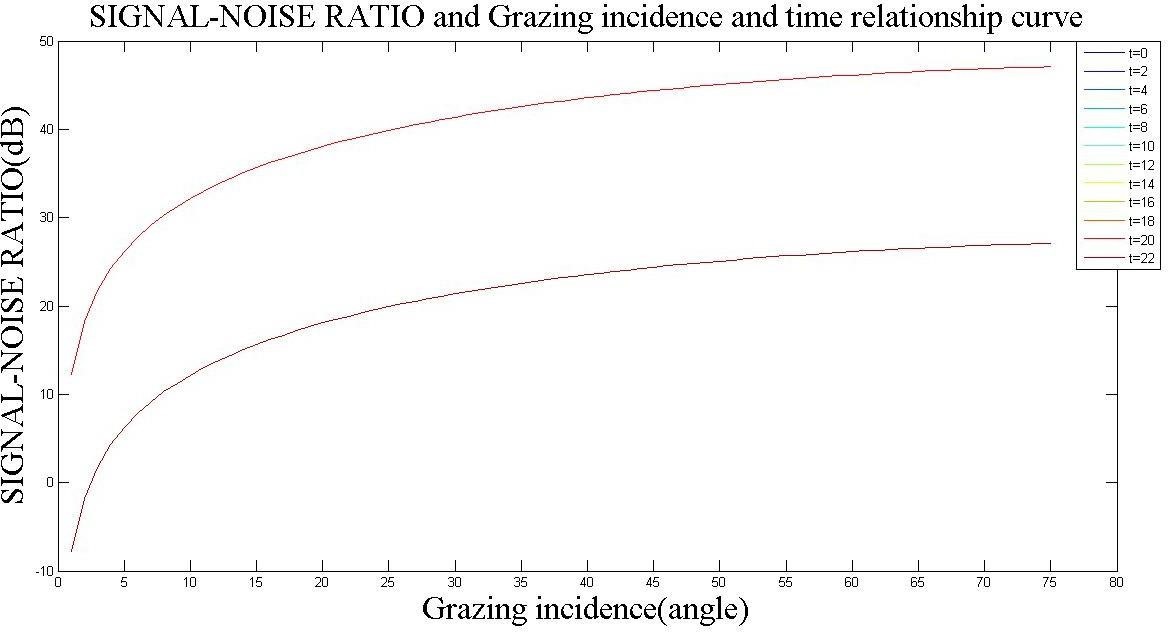 SIGNAL-NOISE RATIO and Grazing incidence and time relationship curve
SIGNAL-NOISE RATIO(dB)
50
40
30
20
10
0
-10
0 5 10 15 20 25 30 35 40 45 50 55 60 65 70 75 80
Grazing incidence(angle)
t=0
t=2
t=4
t=6
t=8
t=10
t=12
t=14
t=16
t=18
t=20
t=22